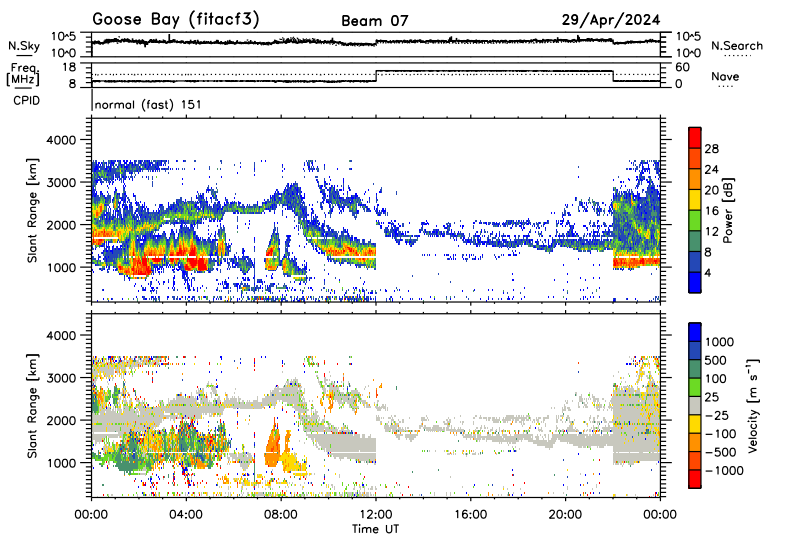 Goose Bay (fitacf3) Beam 07 29/Apr/2024
N.Sky 10^5 10^0 10^5 10^0 N.Search
Freq. [MHz] 18 8 60 0 Nave
CPID normal (fast) 151
Slant Range [km] 4000 3000 2000 1000
Power [dB] 28 24 20 16 12 8 4
Slant Range [km] 4000 3000 2000 1000
Velocity [m s⁻¹] 1000 500 100 25 −25 −100 −500 −1000
00:00 04:00 08:00 12:00 16:00 20:00 00:00
Time UT